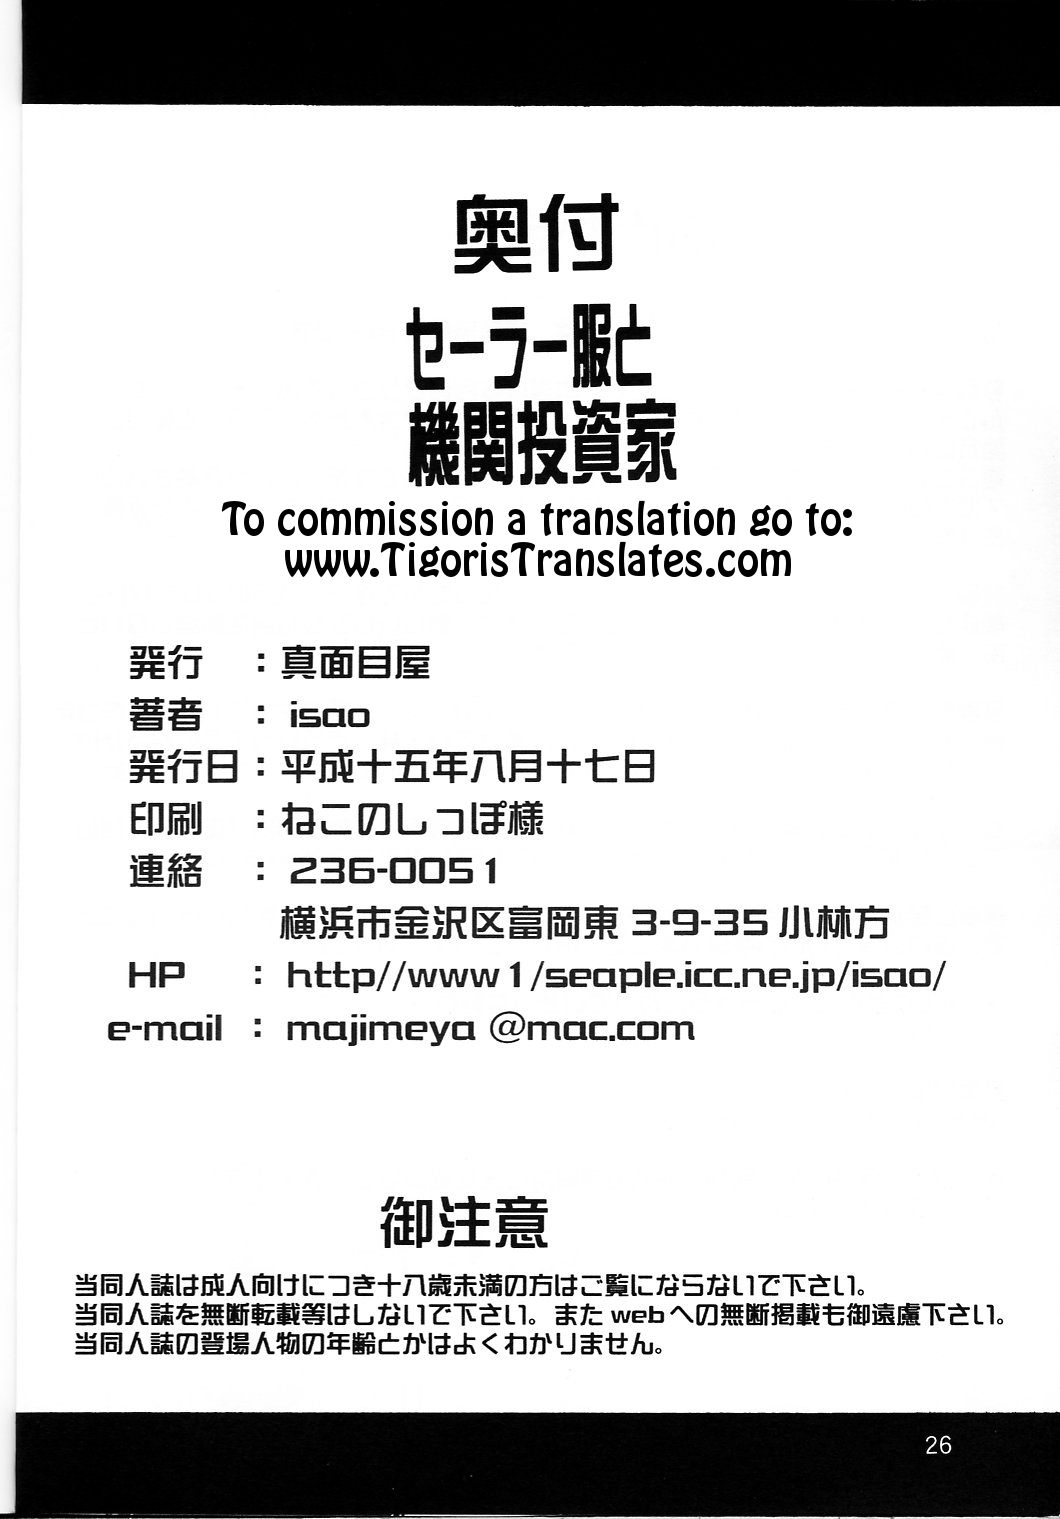 奥付
セーラー服と
機関投資家
To commission a translation go to:
www.TigorisTranslates.com
発行 : 真面目屋
著者 : isao
発行日 : 平成十五年八月十七日
印刷 : ねこのしっぽ様
連絡 : 236-0051
横浜市金沢区富岡東 3-9-35 小林方
HP : http//www1/seaple.icc.ne.jp/isao/
e-mail : majimeya @mac.com
御注意
当同人誌は成人向けにつき十八歳未満の方はご覧にならないで下さい。
当同人誌を無断転載等はしないで下さい。また web への無断掲載も御遠慮下さい。
当同人誌の登場人物の年齢とかはよくわかりません。
26